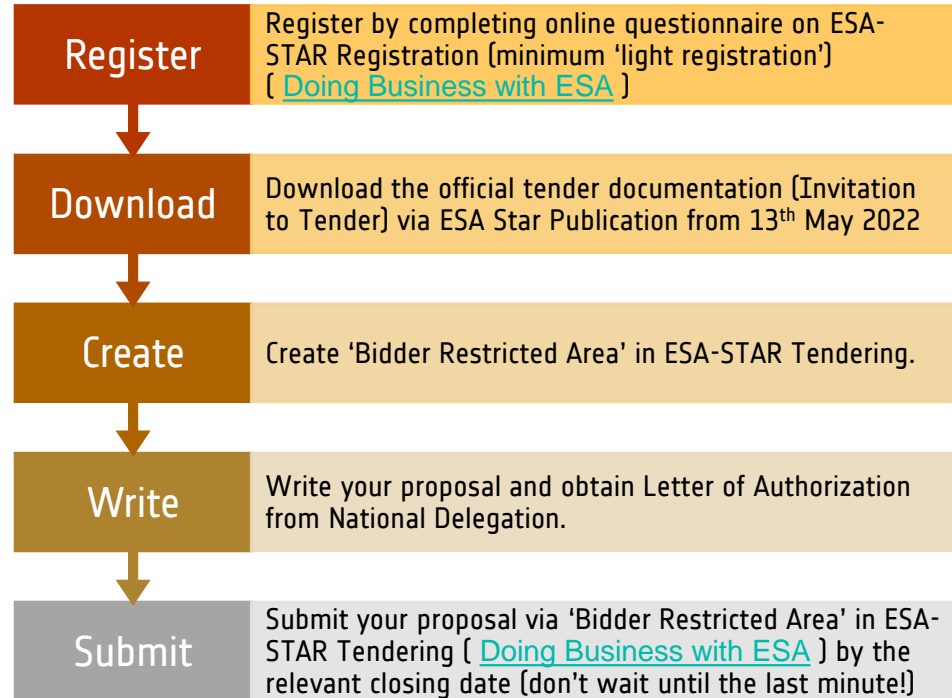 Register
Register by completing online questionnaire on ESA-
STAR Registration (minimum ‘light registration’)
( Doing Business with ESA )
Download
Download the official tender documentation (Invitation
to Tender) via ESA Star Publication from 13th May 2022
Create
Create ‘Bidder Restricted Area’ in ESA-STAR Tendering.
Write
Write your proposal and obtain Letter of Authorization
from National Delegation.
Submit
Submit your proposal via ‘Bidder Restricted Area’ in ESA-
STAR Tendering ( Doing Business with ESA ) by the
relevant closing date (don’t wait until the last minute!)